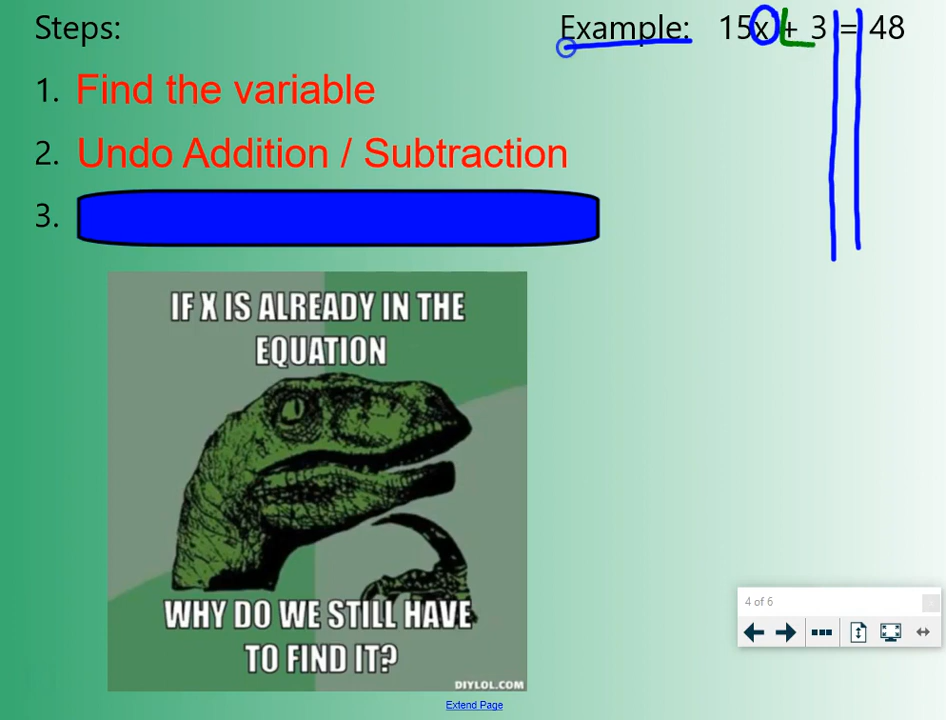 Steps:
Example: 15x + 3 = 48
1. Find the variable
2. Undo Addition / Subtraction
3.
IF X IS ALREADY IN THE
EQUATION
WHY DO WE STILL HAVE
TO FIND IT?
DIYLOL.COM
4 of 6
Extend Page